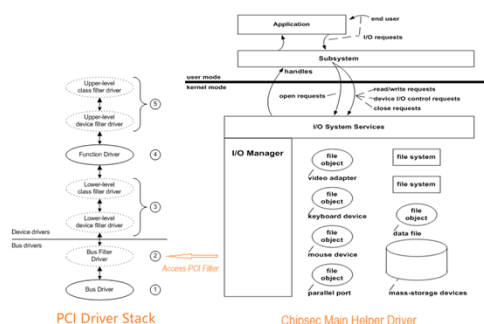 Upper-level
class filter driver
Upper-level
device filter driver
5
Function Driver
4
Lower-level
class filter driver
3
Lower-level
device filter driver
Device drivers
Bus drivers
Bus Filter
Driver
2
Bus Driver
1
PCI Driver Stack
Access PCI Filter
Application
end user
I/O requests
Subsystem
user mode
kernel mode
handles
open requests
read/write requests
device I/O control requests
close requests
I/O System Services
I/O Manager
file
object
video adapter
file system
file
object
keyboard device
file system
file
object
mouse device
file
object
data file
file
object
parallel port
mass-storage devices
Chipsec Main Helper Driver